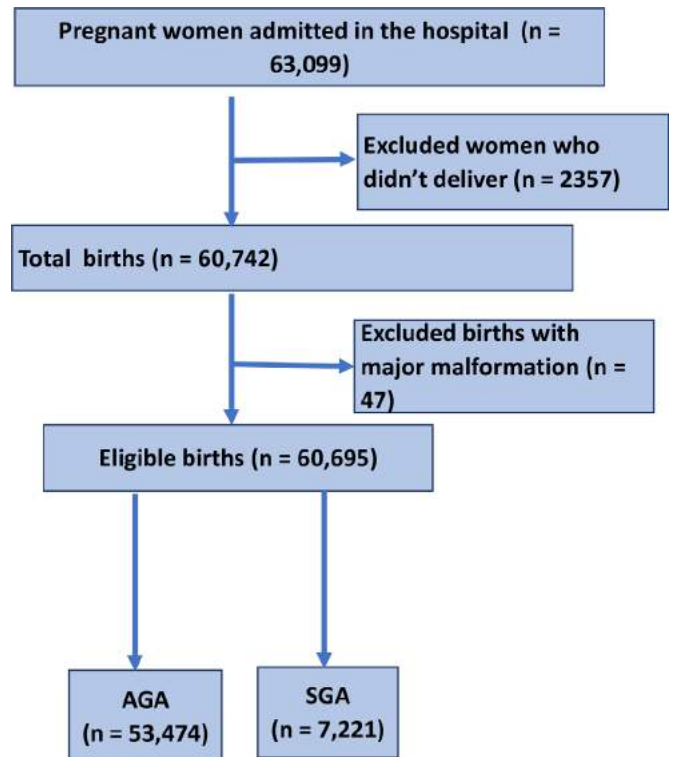 Pregnant women admitted in the hospital (n =
63,099)
Excluded women who
didn't deliver (n = 2357)
Total births (n = 60,742)
Excluded births with
major malformation (n =
47)
Eligible births (n = 60,695)
AGA
(n = 53,474)
SGA
(n = 7,221)